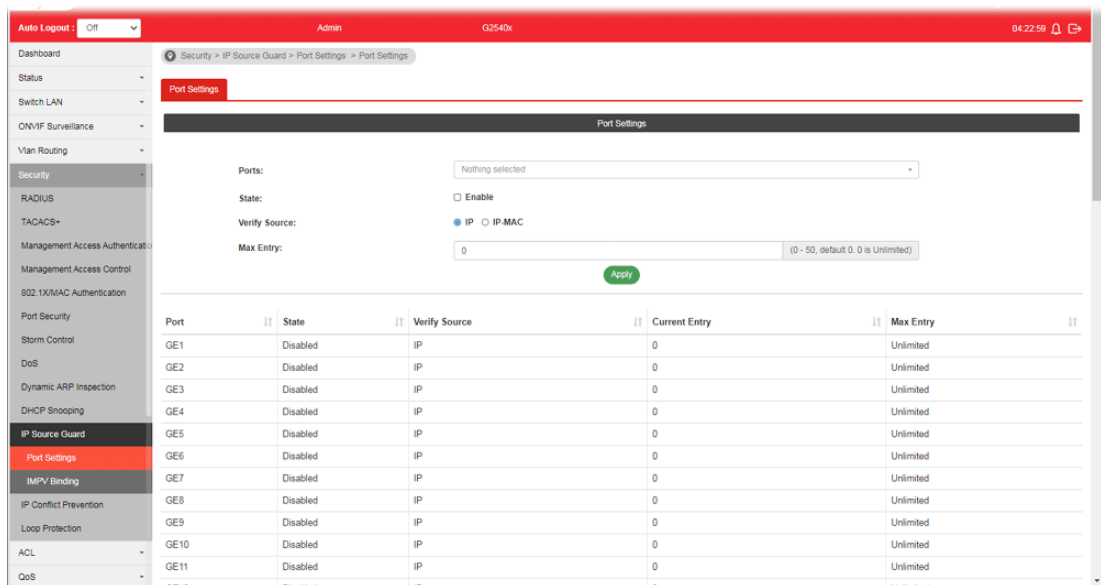 Auto Logout : Off Admin G2540x 04:22:59
Dashboard
Status
Switch LAN
ONVIF Surveillance
Vlan Routing
Security
RADIUS
TACACS+
Management Access Authenticatio
Management Access Control
802.1X/MAC Authentication
Port Security
Storm Control
DoS
Dynamic ARP Inspection
DHCP Snooping
IP Source Guard
Port Settings
IMPV Binding
IP Conflict Prevention
Loop Protection
ACL
QoS
Security > IP Source Guard > Port Settings > Port Settings
Port Settings
Port Settings
Ports: Nothing selected
State: Enable
Verify Source: IP IP-MAC
Max Entry: 0 (0 - 50, default 0. 0 is Unlimited)
Apply
Port State Verify Source Current Entry Max Entry
GE1 Disabled IP 0 Unlimited
GE2 Disabled IP 0 Unlimited
GE3 Disabled IP 0 Unlimited
GE4 Disabled IP 0 Unlimited
GE5 Disabled IP 0 Unlimited
GE6 Disabled IP 0 Unlimited
GE7 Disabled IP 0 Unlimited
GE8 Disabled IP 0 Unlimited
GE9 Disabled IP 0 Unlimited
GE10 Disabled IP 0 Unlimited
GE11 Disabled IP 0 Unlimited